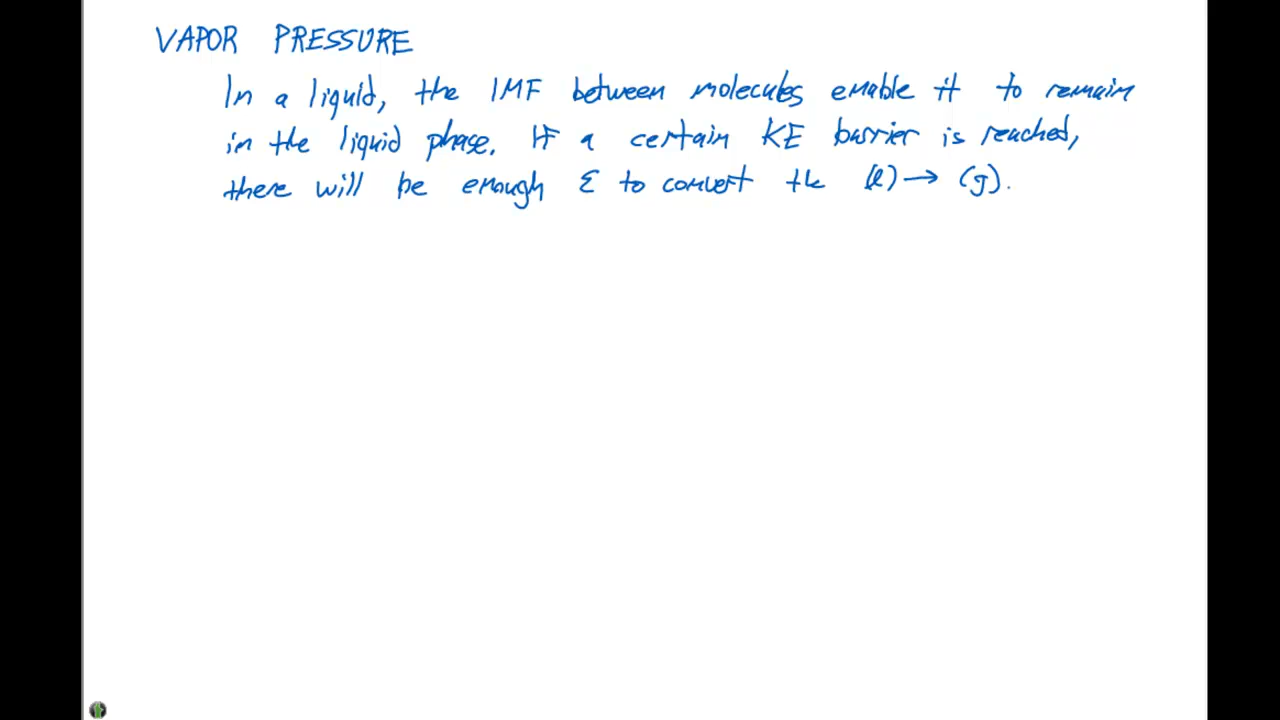 VAPOR PRESSURE
In a liquid, the IMF between molecules enable it to remain
in the liquid phase. If a certain KE barrier is reached,
there will be enough E to convert the (l) → (g).